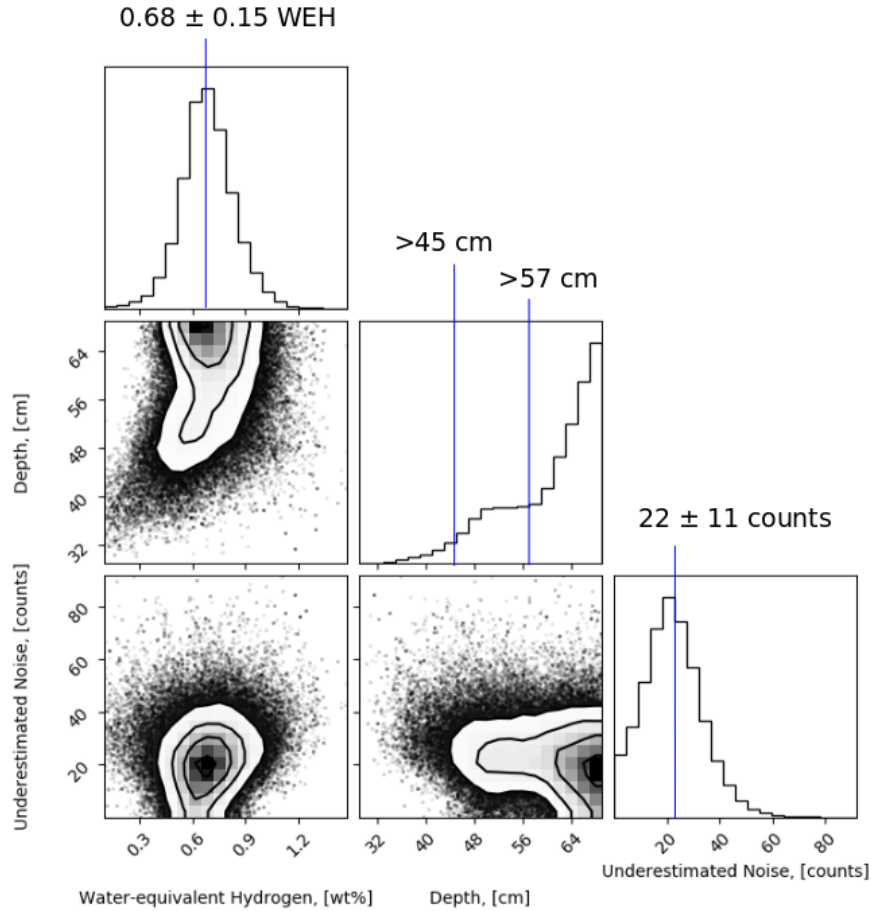 0.68 ± 0.15 WEH
>45 cm
>57 cm
Depth, [cm]
64
56
48
40
32
22 ± 11 counts
Underestimated Noise, [counts]
80
60
40
20
0.3 0.6 0.9 1.2
32 40 48 56 64
20 40 60 80
Underestimated Noise, [counts]
Water-equivalent Hydrogen, [wt%] Depth, [cm]